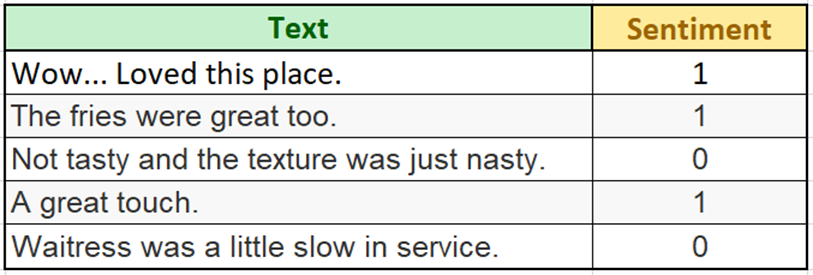 Text Sentiment
Wow... Loved this place. 1
The fries were great too. 1
Not tasty and the texture was just nasty. 0
A great touch. 1
Waitress was a little slow in service. 0